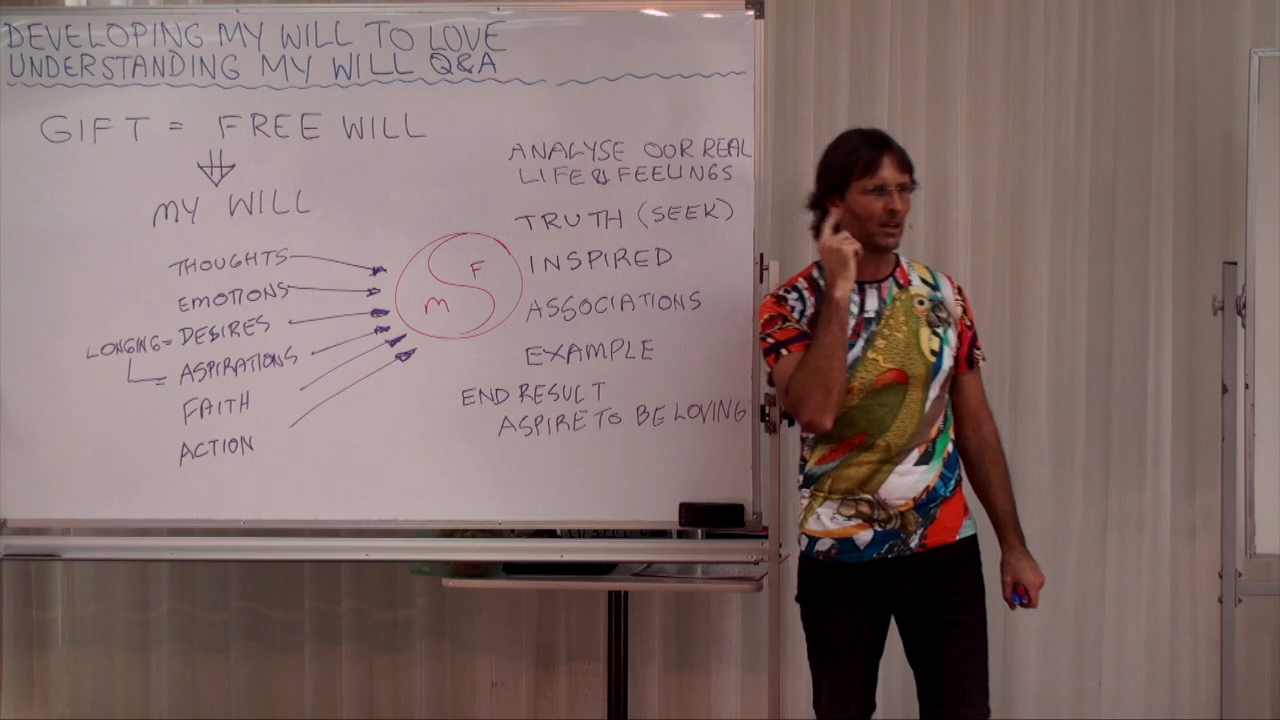 DEVELOPING MY WILL TO LOVE
UNDERSTANDING MY WILL Q&A
GIFT = FREE WILL
MY WILL
THOUGHTS
EMOTIONS
LONGING = DESIRES
= ASPIRATIONS
FAITH
ACTION
F
M
ANALYSE OUR REAL
LIFE & FEELINGS
TRUTH (SEEK)
INSPIRED
ASSOCIATIONS
EXAMPLE
END RESULT
ASPIRE TO BE LOVING